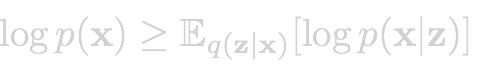 log p(x) ≥ 𝔼_{q(z|x)}[log p(x|z)]